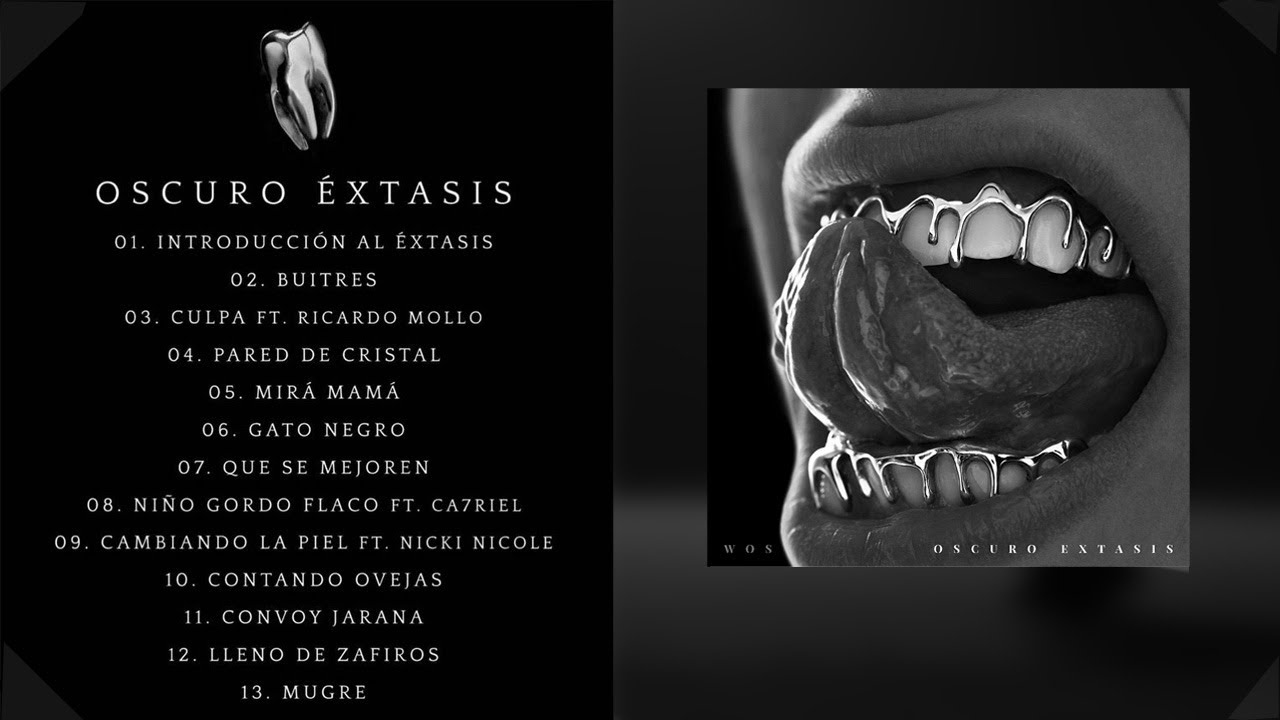 OSCURO ÉXTASIS
01. INTRODUCCIÓN AL ÉXTASIS
02. BUITRES
03. CULPA FT. RICARDO MOLLO
04. PARED DE CRISTAL
05. MIRÁ MAMÁ
06. GATO NEGRO
07. QUE SE MEJOREN
08. NIÑO GORDO FLACO FT. CA7RIEL
09. CAMBIANDO LA PIEL FT. NICKI NICOLE
10. CONTANDO OVEJAS
11. CONVOY JARANA
12. LLENO DE ZAFIROS
13. MUGRE
WOS
OSCURO EXTASIS